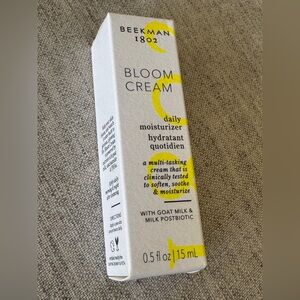 BEEKMAN
1802
BLOOM
CREAM
daily
moisturizer
hydratant
quotidien
a multi-tasking
cream that is
clinically tested
to soften, soothe
& moisturize
WITH GOAT MILK &
MILK POSTBIOTIC
0.5 fl oz | 15 mL